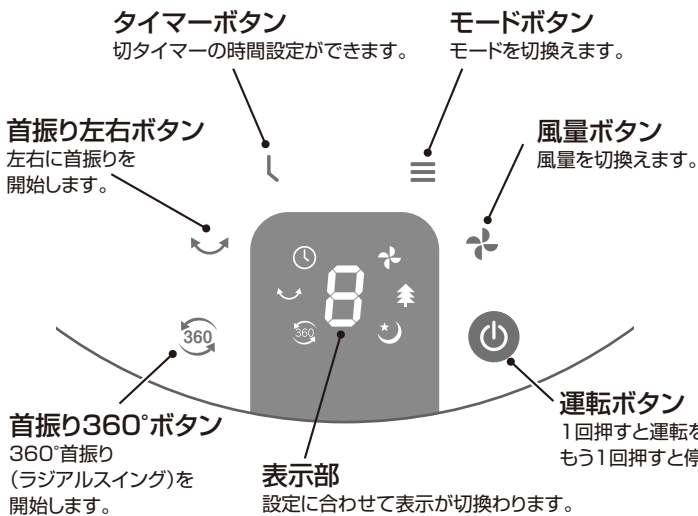 タイマーボタン
切タイマーの時間設定ができます。
モードボタン
モードを切換えます。
首振り左右ボタン
左右に首振りを
開始します。
風量ボタン
風量を切換えます。
8
360
360
首振り360°ボタン
360°首振り
（ラジアルスイング）を
開始します。
表示部
設定に合わせて表示が切換わります。
運転ボタン
1回押すと運転を
もう1回押すと停